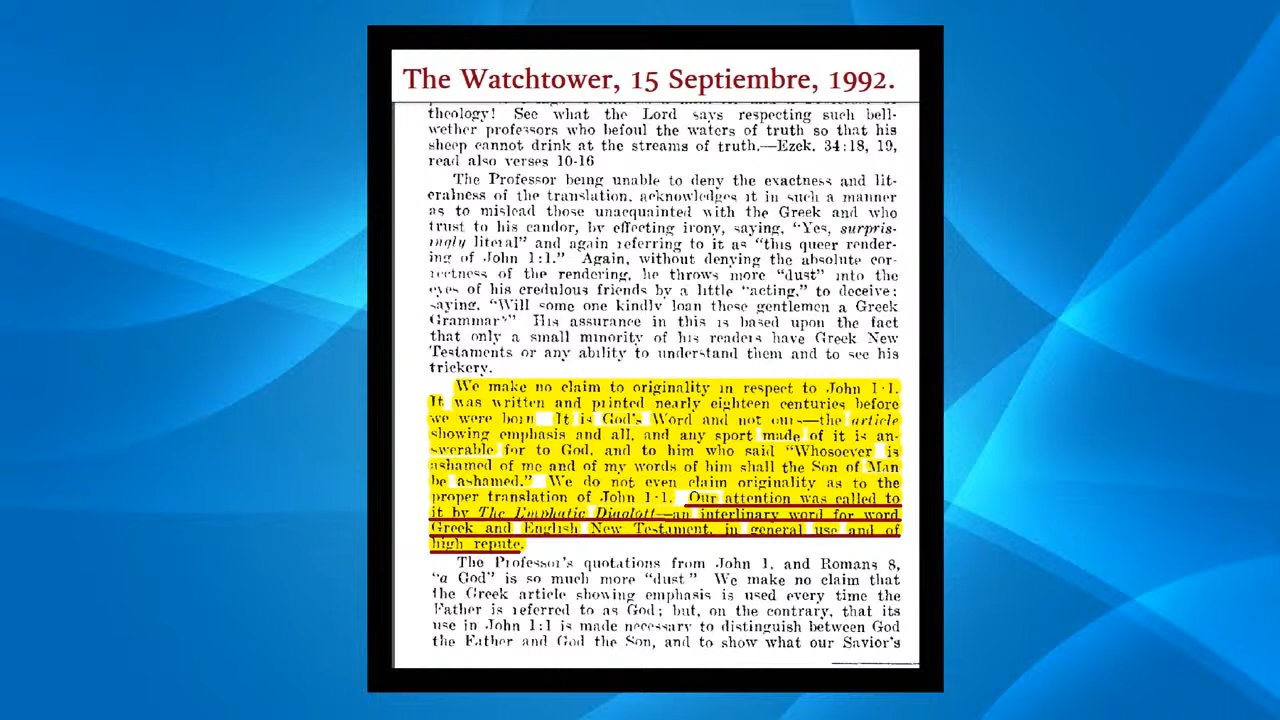 The Watchtower, 15 Septiembre, 1992.
theology! See what the Lord says respecting such bell-
wether professors who befoul the waters of truth so that his
sheep cannot drink at the streams of truth.—Ezek. 34:18, 19,
read also verses 10-16
The Professor being unable to deny the exactness and lit-
eralness of the translation, acknowledges it in such a manner
as to mislead those unacquainted with the Greek and who
trust to his candor, by effecting irony, saying, "Yes, surpris-
ingly literal" and again referring to it as "this queer render-
ing of John 1:1." Again, without denying the absolute cor-
rectness of the rendering, he throws more "dust" into the
eyes of his credulous friends by a little "acting," to deceive;
saying, "Will some one kindly loan these gentlemen a Greek
Grammar?" His assurance in this is based upon the fact
that only a small minority of his readers have Greek New
Testaments or any ability to understand them and to see his
trickery.
We make no claim to originality in respect to John 1:1.
It was written and printed nearly eighteen centuries before
we were born It is God's Word and not ours—the article
showing emphasis and all, and any sport made of it is an-
swerable for to God, and to him who said "Whosoever is
ashamed of me and of my words of him shall the Son of Man
be ashamed." We do not even claim originality as to the
proper translation of John 1:1. Our attention was called to
it by The Emphatic Diaglott—an interlinary word for word
Greek and English New Testament, in general use and of
high repute.
The Professor's quotations from John 1, and Romans 8,
"a God" is so much more "dust" We make no claim that
the Greek article showing emphasis is used every time the
Father is referred to as God; but, on the contrary, that its
use in John 1:1 is made necessary to distinguish between God
the Father and God the Son, and to show what our Savior's